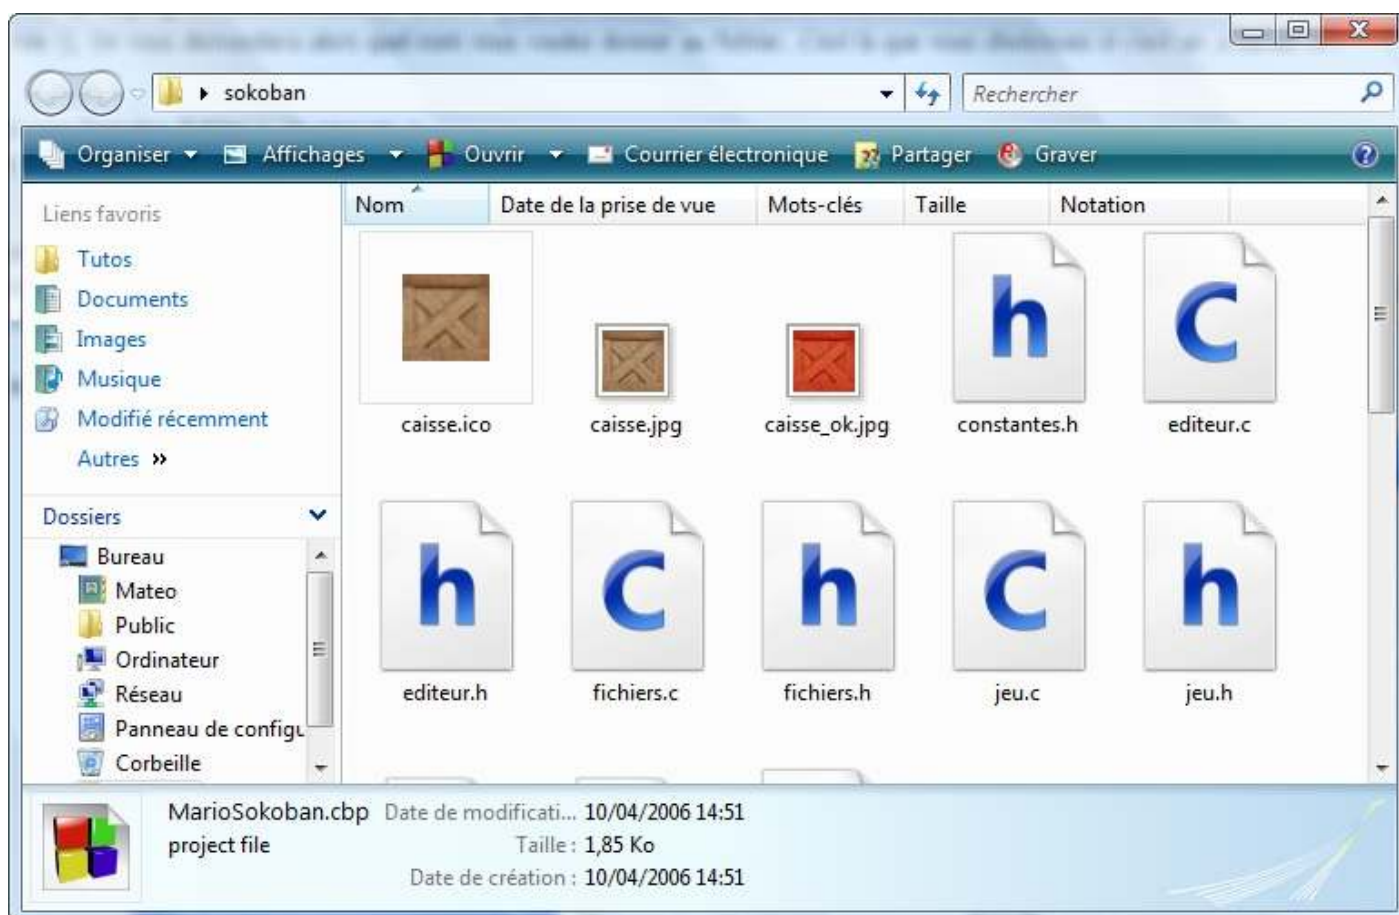 sokoban
Rechercher
Organiser Affichages Ouvrir Courrier électronique Partager Graver
Liens favoris
Tutos
Documents
Images
Musique
Modifié récemment
Autres »
Dossiers
Bureau
Mateo
Public
Ordinateur
Réseau
Panneau de configu
Corbeille
Nom Date de la prise de vue Mots-clés Taille Notation
caisse.ico caisse.jpg caisse_ok.jpg constantes.h editeur.c
editeur.h fichiers.c fichiers.h jeu.c jeu.h
MarioSokoban.cbp Date de modificati... 10/04/2006 14:51
project file Taille : 1,85 Ko
Date de création : 10/04/2006 14:51